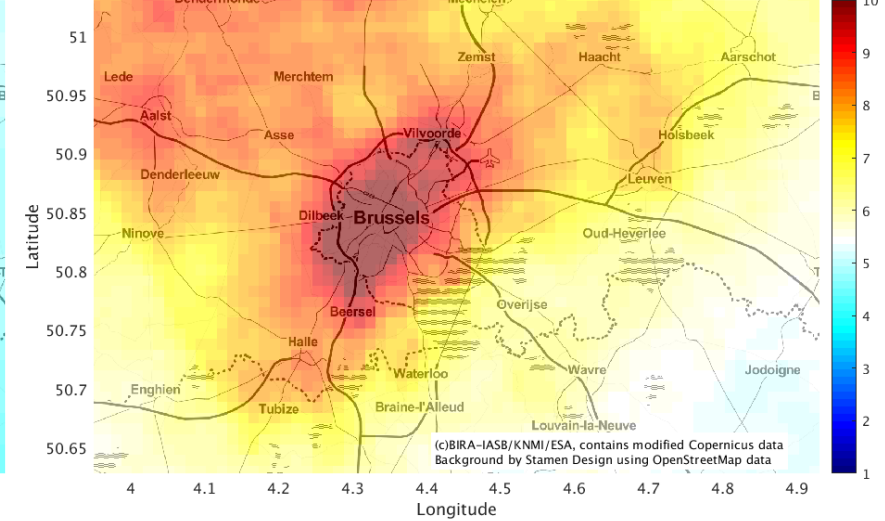 Dendermonde
Mechelen
10
51
Zemst
Haacht
Aarschot
9
Lede
Merchtem
50.95
8
Aalst
Vilvoorde
Asse
Holsbeek
50.9
7
Denderleeuw
Leuven
Dilbeek
Brussels
50.85
6
Ninove
Oud-Heverlee
Latitude
50.8
5
Overijse
Beersel
50.75
4
Halle
Wavre
Jodoigne
3
Waterloo
Enghien
50.7
Tubize
Braine-l'Alleud
2
Louvain-la-Neuve
(c)BIRA-IASB/KNMI/ESA, contains modified Copernicus data
Background by Stamen Design using OpenStreetMap data
50.65
1
4
4.1
4.2
4.3
4.4
4.5
4.6
4.7
4.8
4.9
Longitude